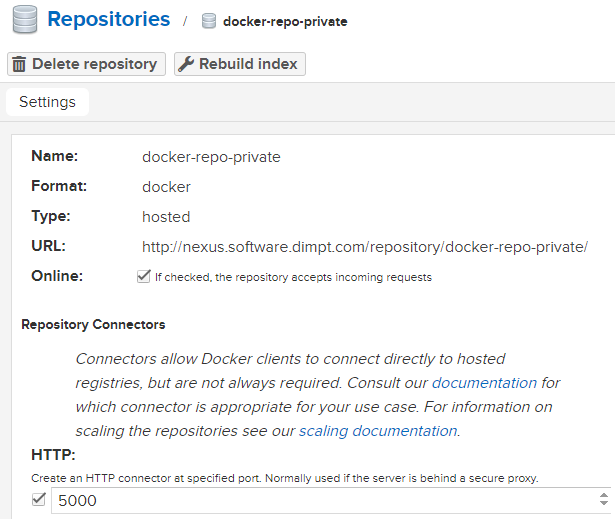 Repositories / docker-repo-private
Delete repository Rebuild index
Settings
Name: docker-repo-private
Format: docker
Type: hosted
URL: http://nexus.software.dimpt.com/repository/docker-repo-private/
Online: If checked, the repository accepts incoming requests
Repository Connectors
Connectors allow Docker clients to connect directly to hosted
registries, but are not always required. Consult our documentation for
which connector is appropriate for your use case. For information on
scaling the repositories see our scaling documentation.
HTTP:
Create an HTTP connector at specified port. Normally used if the server is behind a secure proxy.
5000